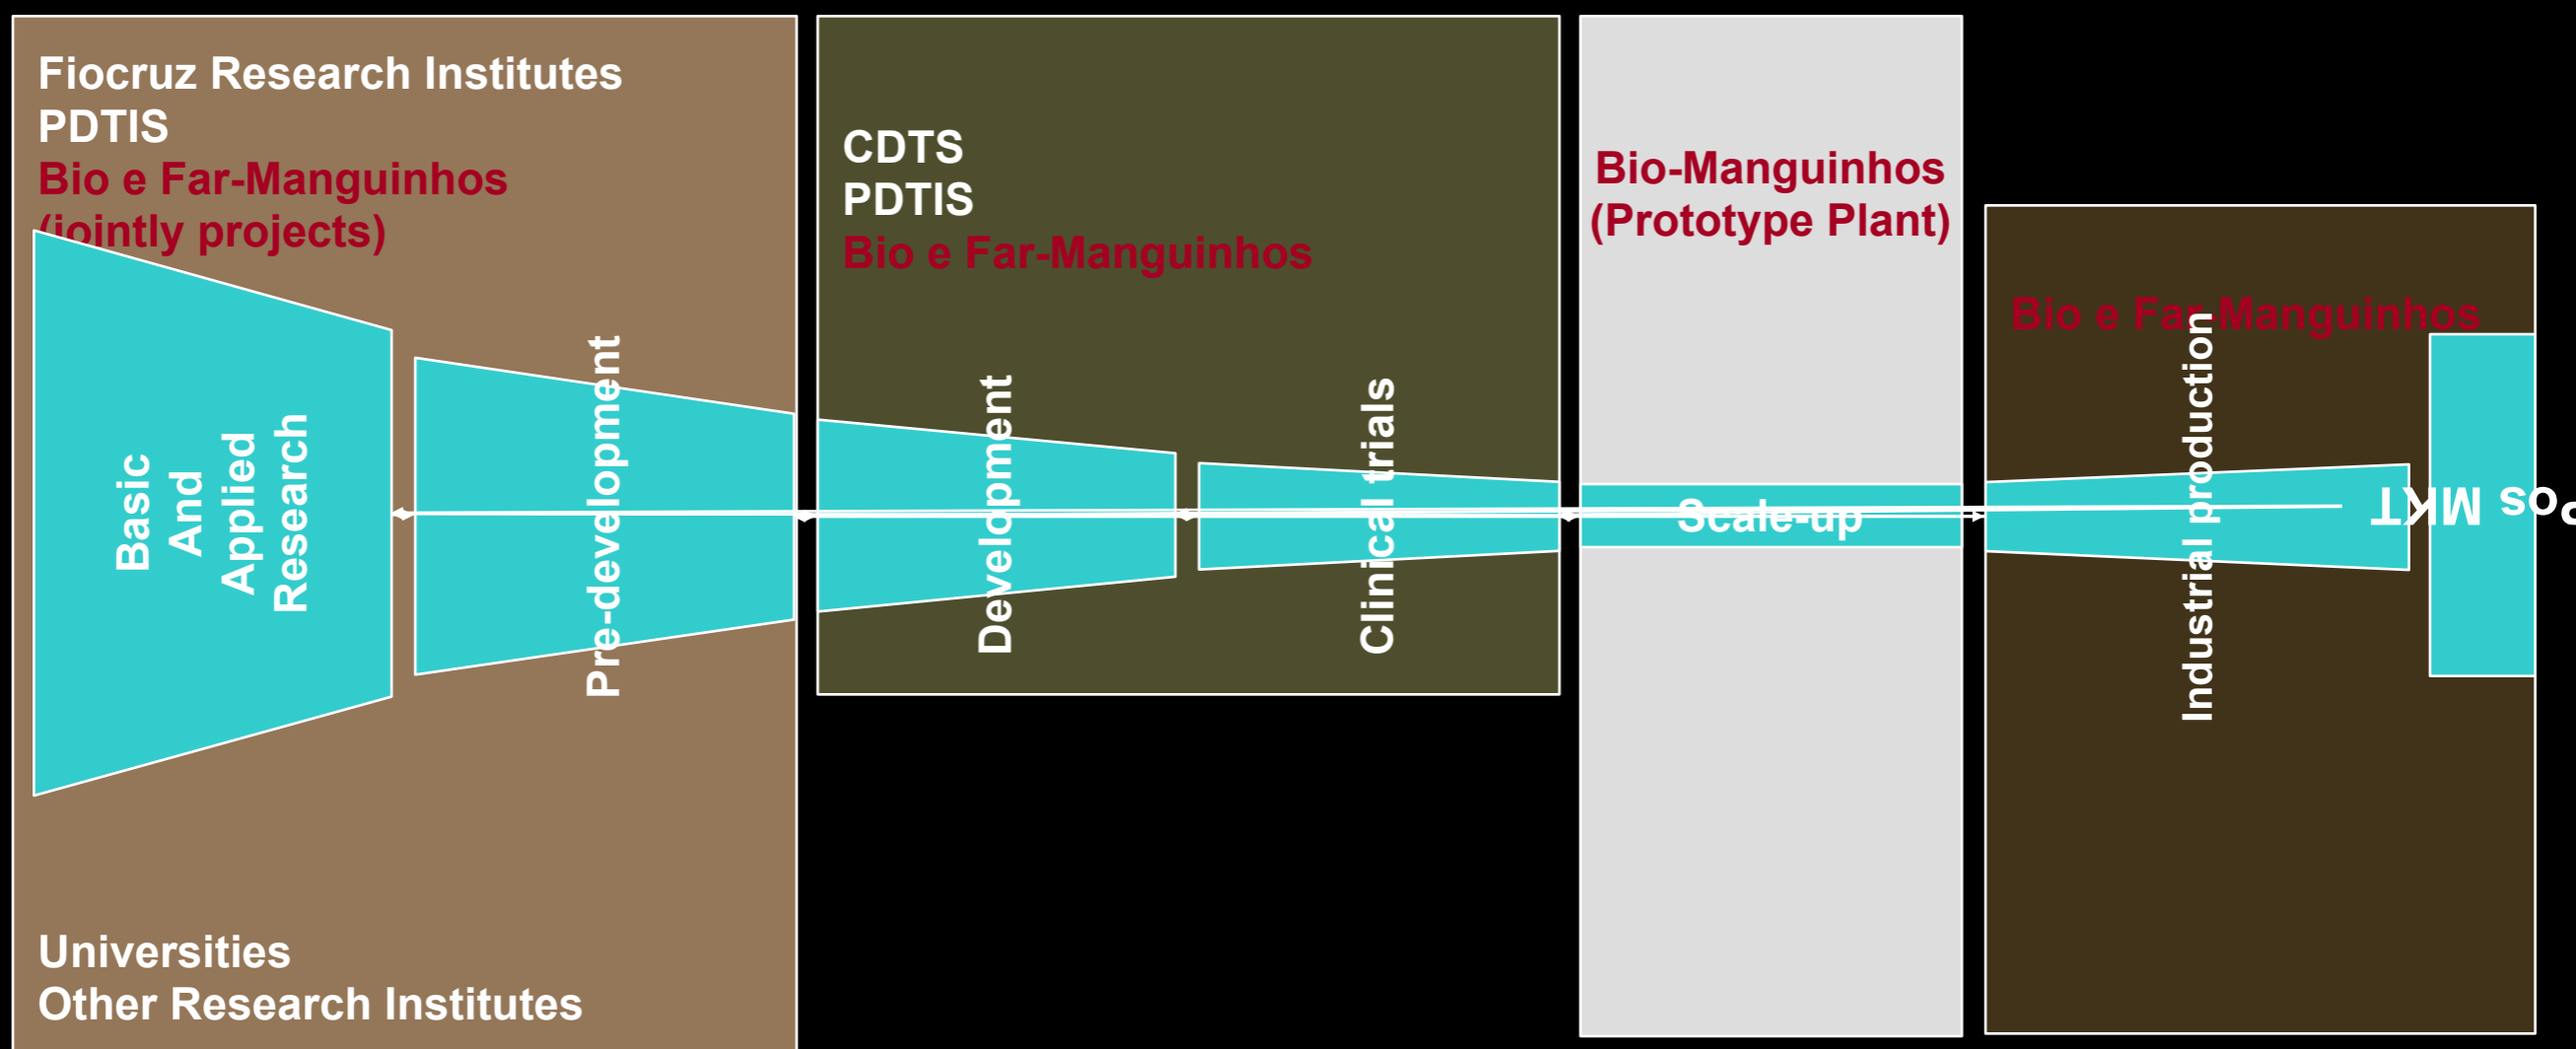 Fiocruz Research Institutes
PDTIS
Bio e Far-Manguinhos
(jointly projects)
Basic
And
Applied
Research
Pre-development
Universities
Other Research Institutes
CDTS
PDTIS
Bio e Far-Manguinhos
Development
Clinical trials
Bio-Manguinhos
(Prototype Plant)
Scale-up
Bio e Far-Manguinhos
Industrial production
Pos MKT